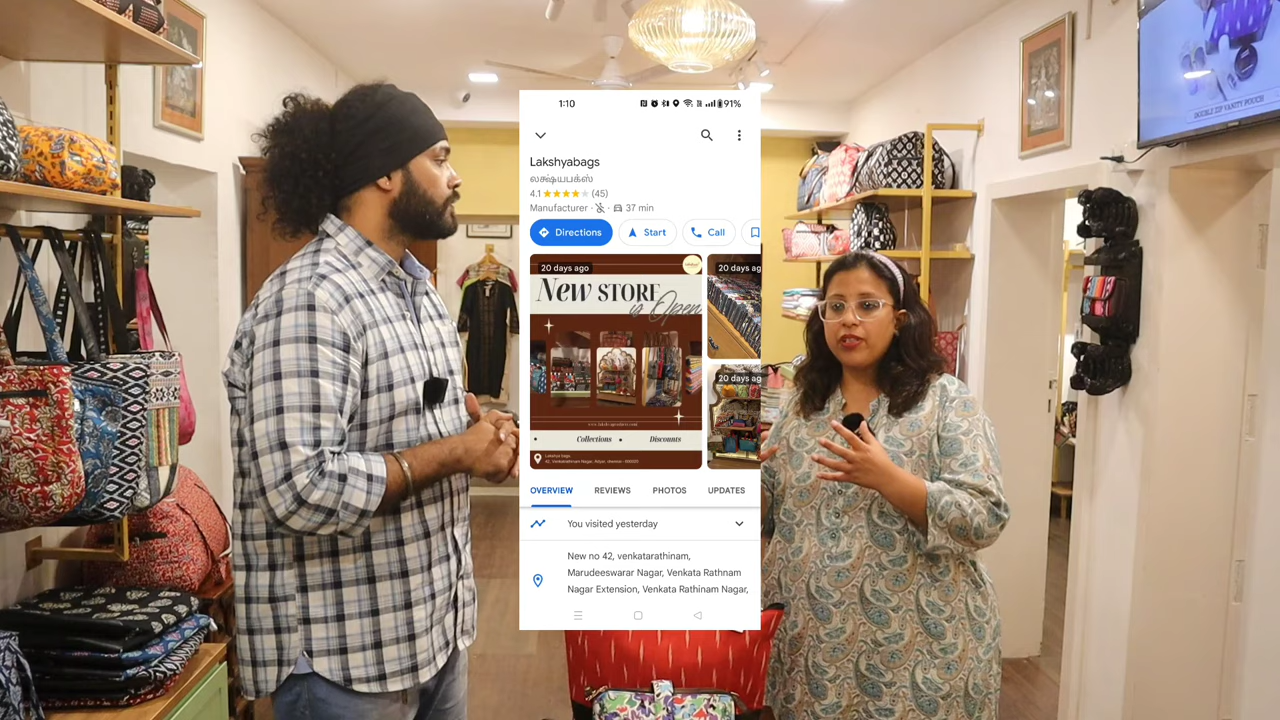 1:10
91%
Lakshyabags
லக்ஷ்யபக்ஸ்
4.1 (45)
Manufacturer · 37 min
Directions
Start
Call
20 days ago
New STORE
is Open
Collections • Discounts
Lakshya bags,
20 days ag
20 days ag
OVERVIEW REVIEWS PHOTOS UPDATES
You visited yesterday
New no 42, venkatarathinam,
Marudeeswarar Nagar, Venkata Rathnam
Nagar Extension, Venkata Rathinam Nagar,
DOUBLE ZIP VANITY POUCH